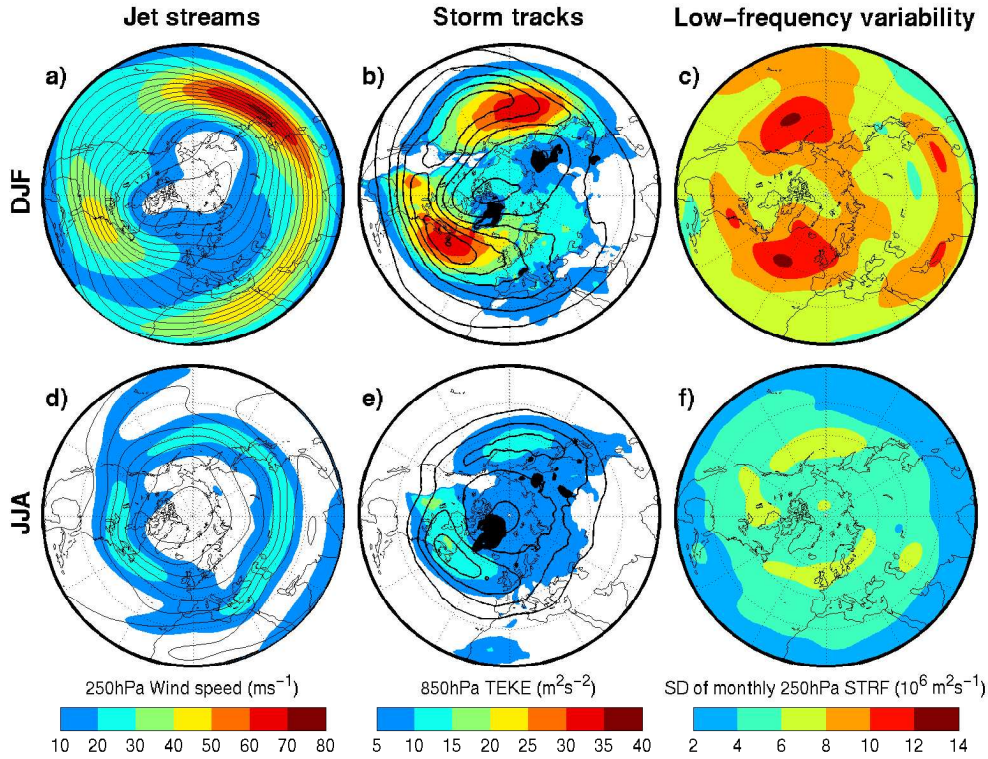 Jet streams Storm tracks Low-frequency variability
DJF
a) b) c)
JJA
d) e) f)
250hPa Wind speed (ms⁻¹) 850hPa TEKE (m²s⁻²) SD of monthly 250hPa STRF (10⁶ m²s⁻¹)
10 20 30 40 50 60 70 80 5 10 15 20 25 30 35 40 2 4 6 8 10 12 14